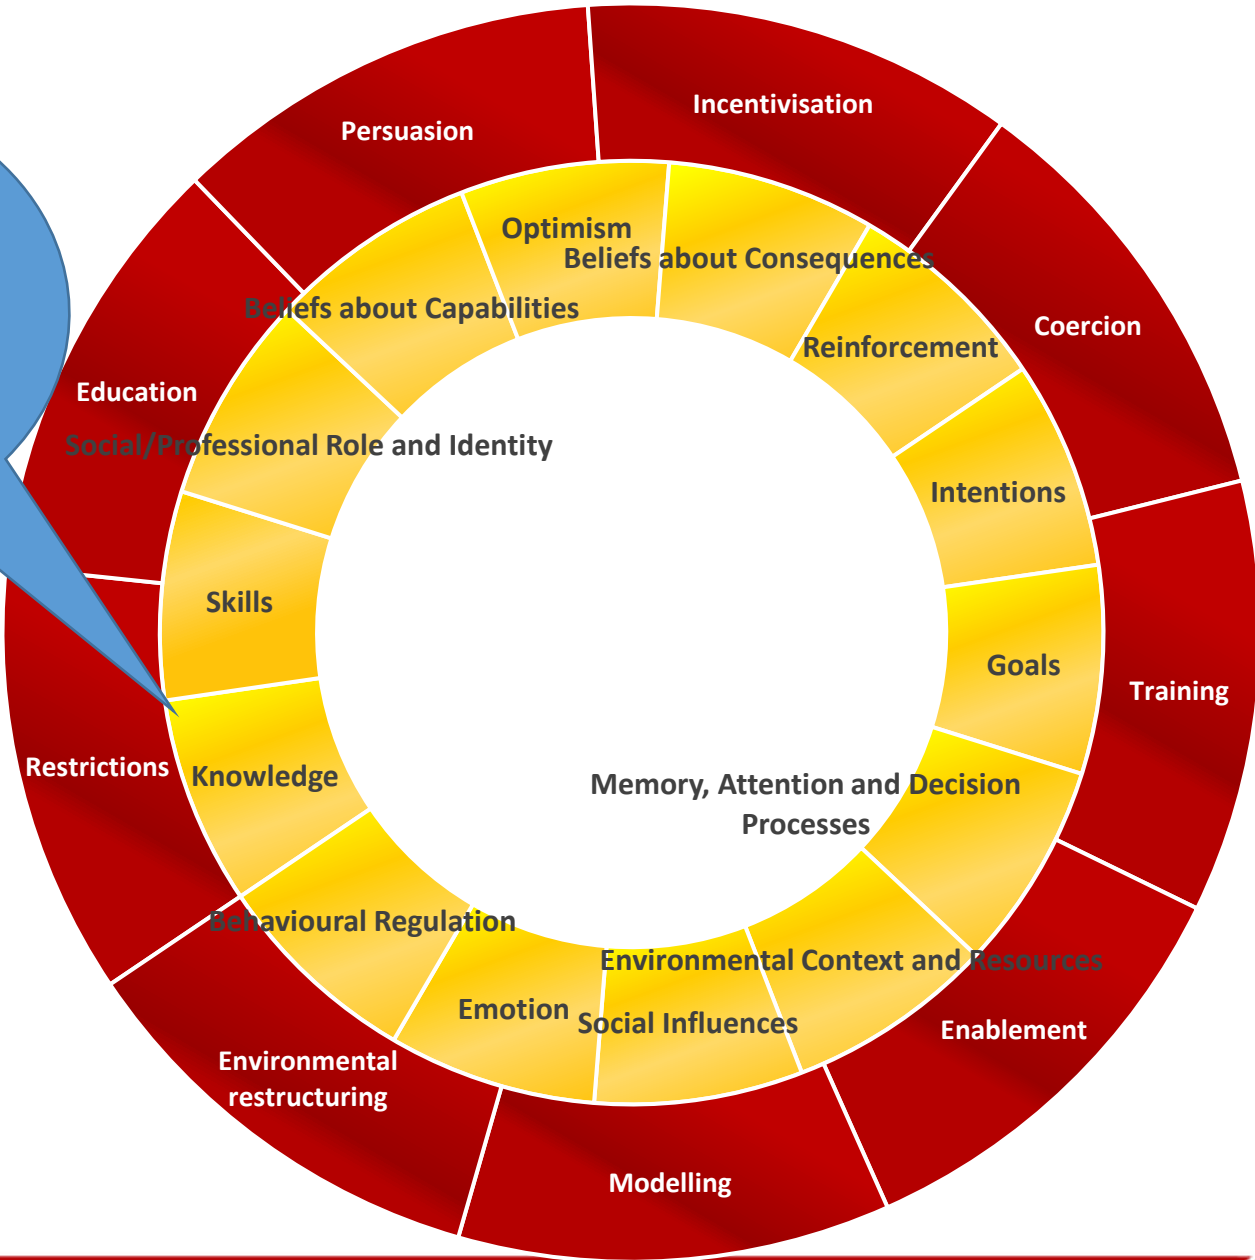 Incentivisation
Persuasion
Optimism
Beliefs about Consequences
Beliefs about Capabilities
Coercion
Reinforcement
Education
Social/Professional Role and Identity
Intentions
Skills
Goals
Training
Restrictions
Knowledge
Memory, Attention and Decision
Processes
Behavioural Regulation
Environmental Context and Resources
Emotion
Social Influences
Enablement
Environmental
restructuring
Modelling